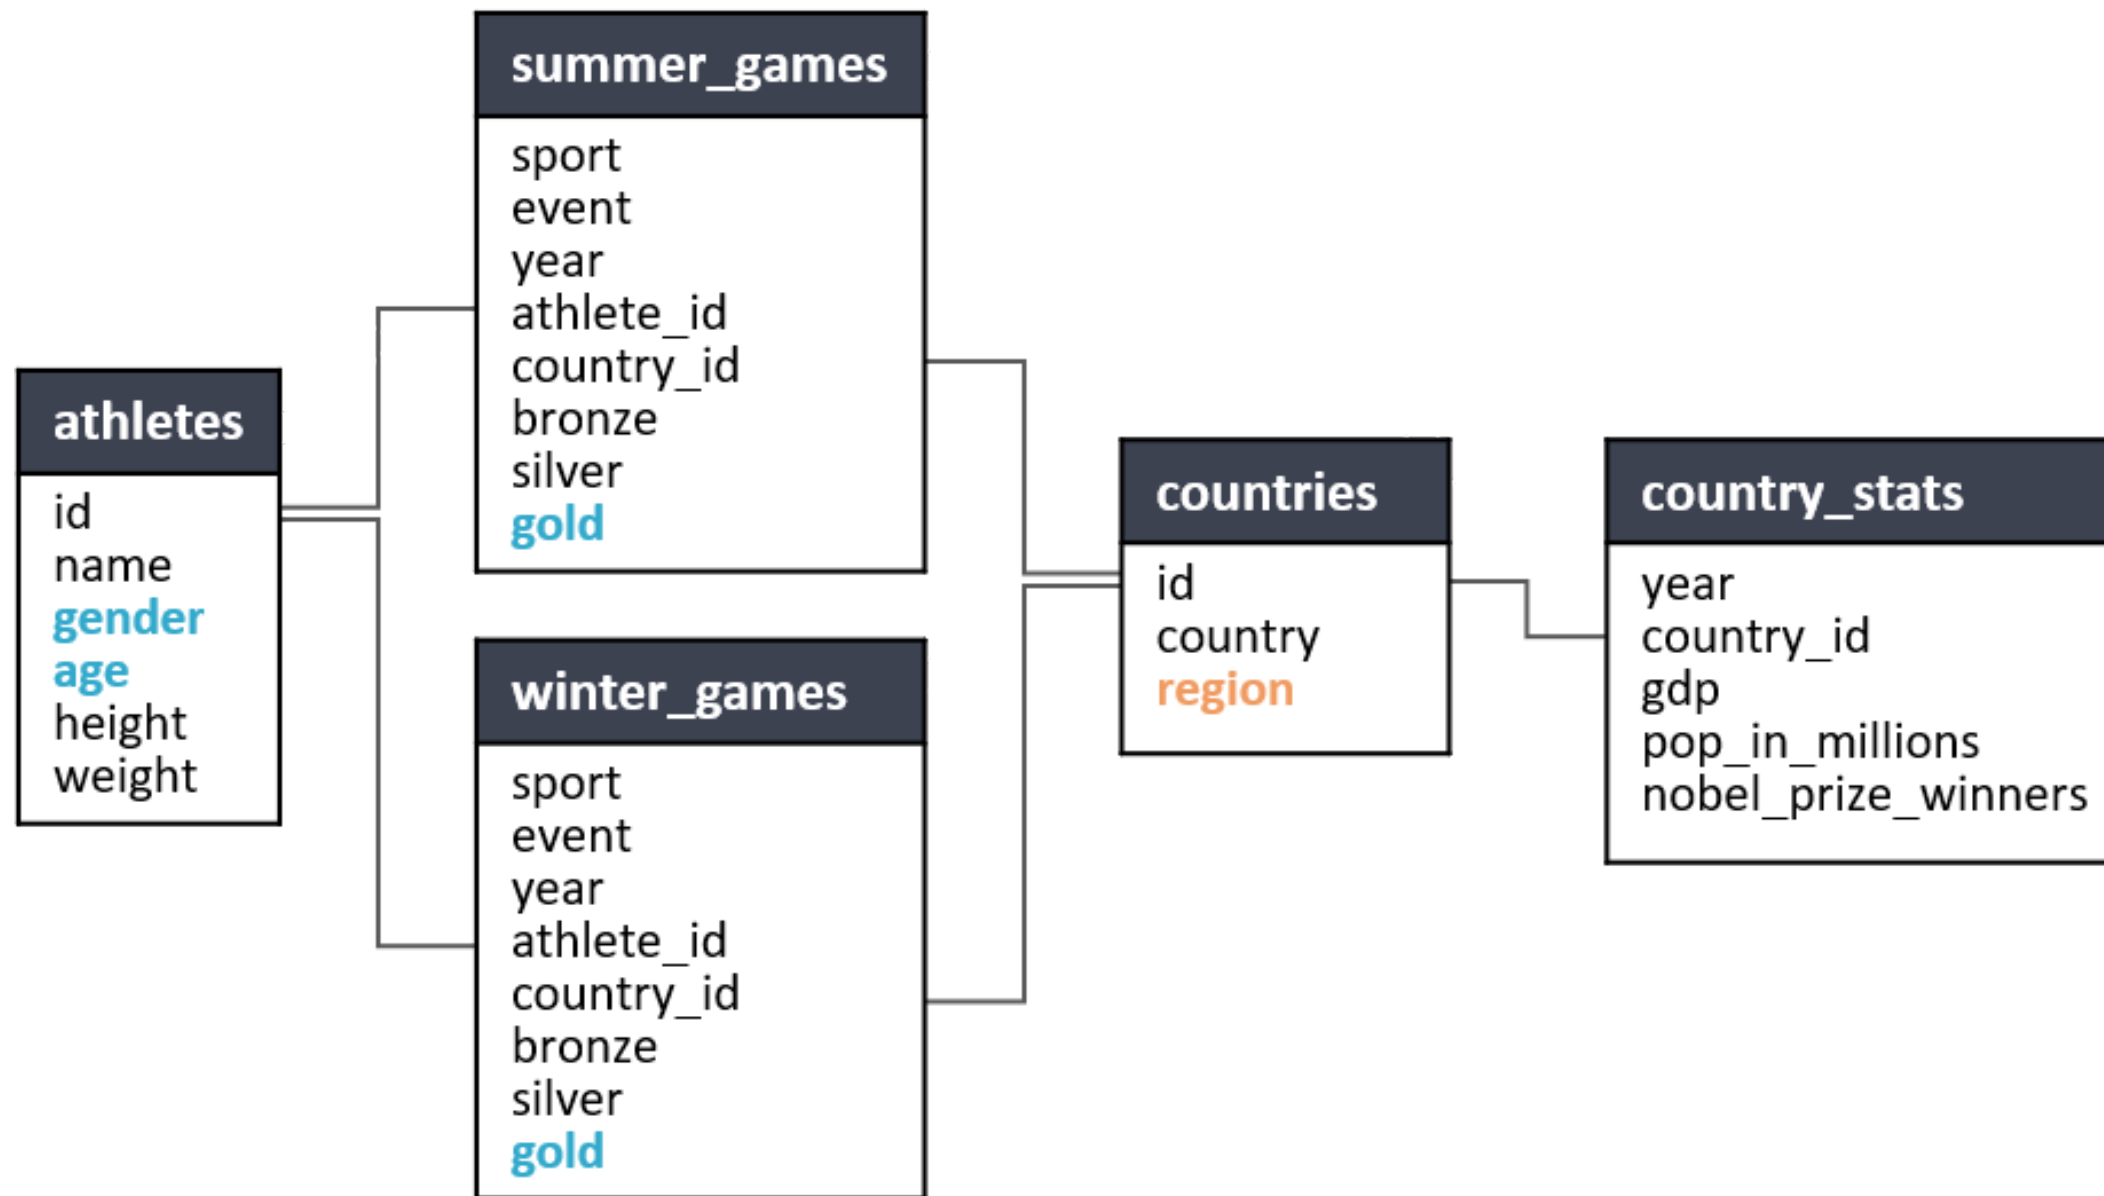 summer_games
sport
event
year
athlete_id
country_id
bronze
silver
gold
athletes
id
name
gender
age
height
weight
winter_games
sport
event
year
athlete_id
country_id
bronze
silver
gold
countries
id
country
region
country_stats
year
country_id
gdp
pop_in_millions
nobel_prize_winners